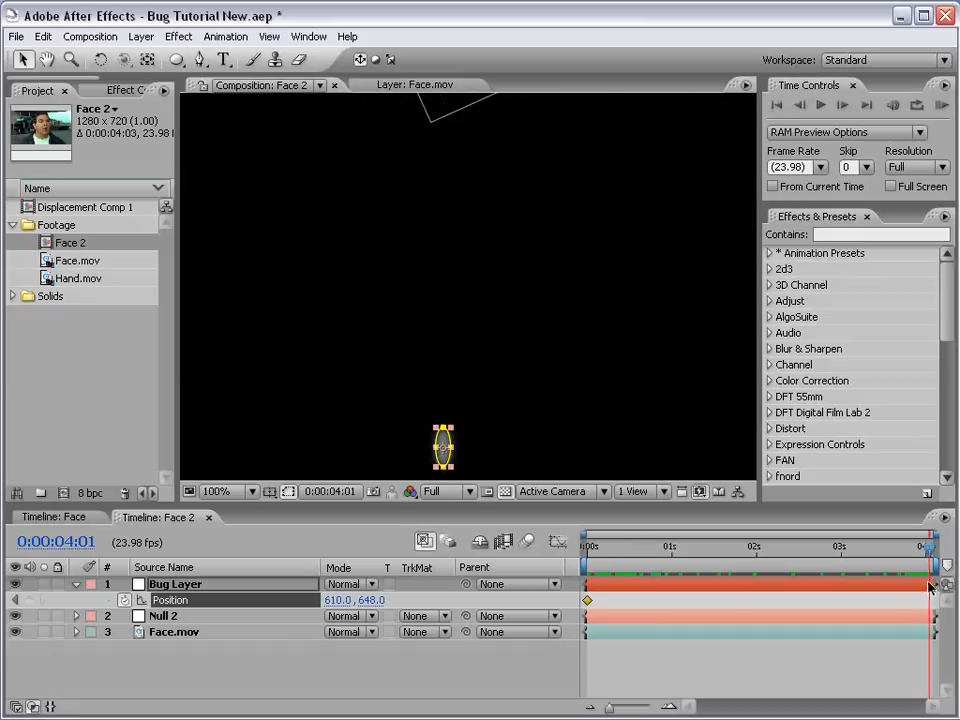 Adobe After Effects - Bug Tutorial New.aep *
File Edit Composition Layer Effect Animation View Window Help
Workspace: Standard
Project
Face 2
1280 x 720 (1.00)
Δ 0:00:04:03, 23.98
Name
Displacement Comp 1
Footage
Face 2
Face.mov
Hand.mov
Solids
8 bpc
Composition: Face 2
Layer: Face.mov
100%
0:00:04:01
Full
Active Camera
1 View
Time Controls
RAM Preview Options
Frame Rate Skip Resolution
(23.98) 0 Full
From Current Time Full Screen
Effects & Presets
Contains:
* Animation Presets
2d3
3D Channel
Adjust
AlgoSuite
Audio
Blur & Sharpen
Channel
Color Correction
DFT 55mm
DFT Digital Film Lab 2
Distort
Expression Controls
FAN
fnord
Timeline: Face
Timeline: Face 2
0:00:04:01 (23.98 fps)
# Source Name Mode T TrkMat Parent
01s 02s 03s
1 Bug Layer Normal None
Position 610.0, 648.0
2 Null 2 Normal None None
3 Face.mov Normal None None